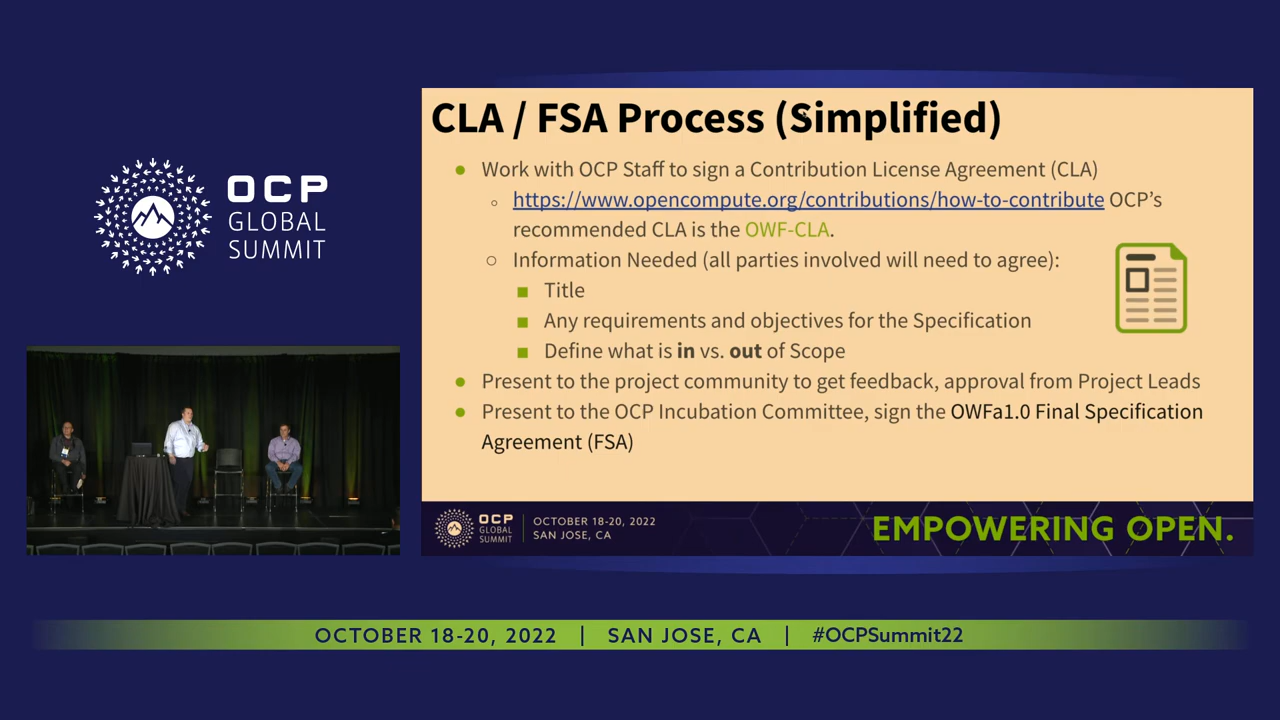 OCP
GLOBAL
SUMMIT
CLA / FSA Process (Simplified)
Work with OCP Staff to sign a Contribution License Agreement (CLA)
https://www.opencompute.org/contributions/how-to-contribute OCP’s
recommended CLA is the OWF-CLA.
Information Needed (all parties involved will need to agree):
Title
Any requirements and objectives for the Specification
Define what is in vs. out of Scope
Present to the project community to get feedback, approval from Project Leads
Present to the OCP Incubation Committee, sign the OWFa1.0 Final Specification
Agreement (FSA)
OCP
GLOBAL
SUMMIT
OCTOBER 18-20, 2022
SAN JOSE, CA
EMPOWERING OPEN.
OCTOBER 18-20, 2022 | SAN JOSE, CA | #OCPSummit22